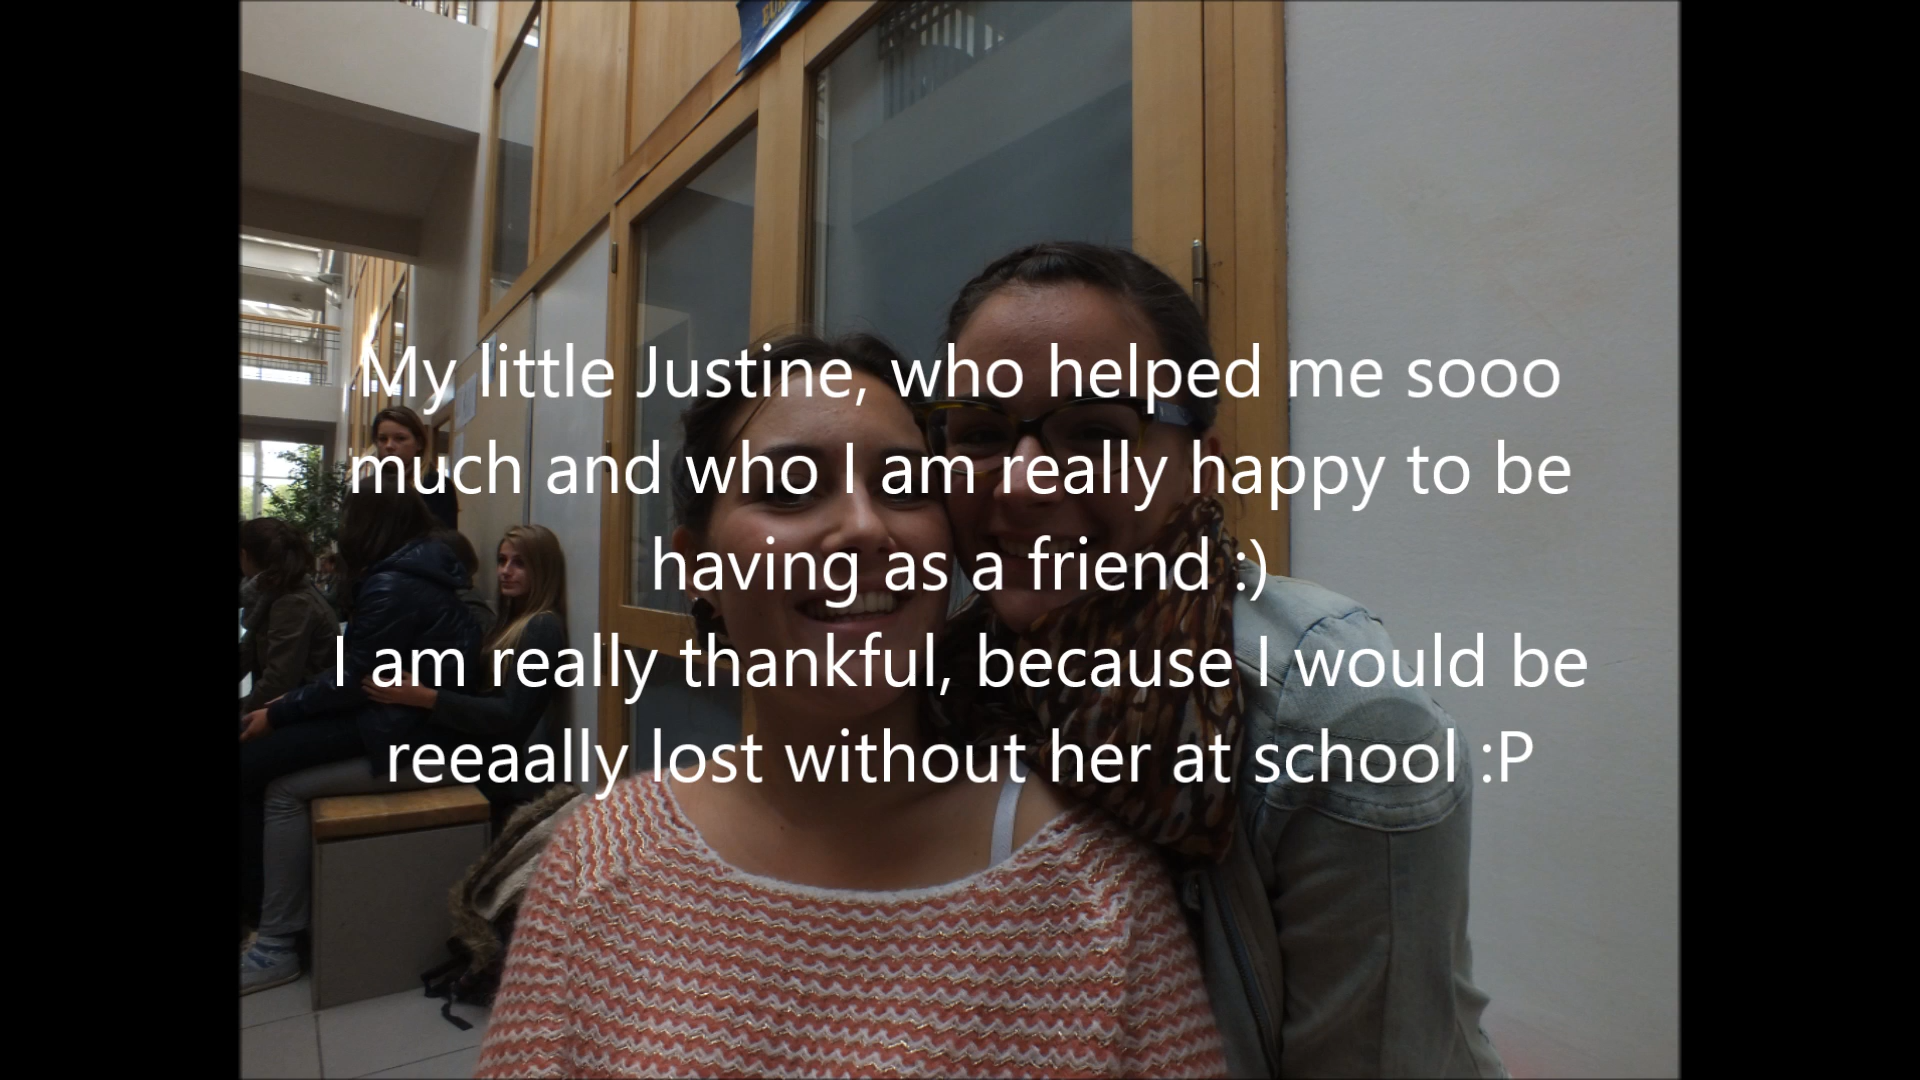 My little Justine, who helped me sooo
much and who I am really happy to be
having as a friend :)
I am really thankful, because I would be
reeaally lost without her at school :P